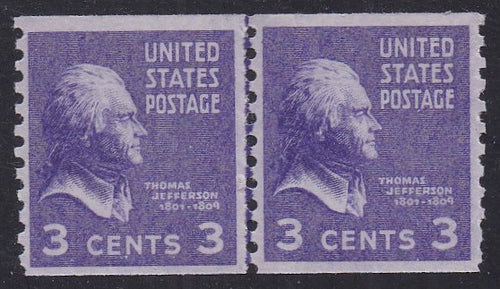 UNITED
STATES
POSTAGE
THOMAS
JEFFERSON
1801-1809
3 CENTS 3
UNITED
STATES
POSTAGE
THOMAS
JEFFERSON
1801-1809
3 CENTS 3